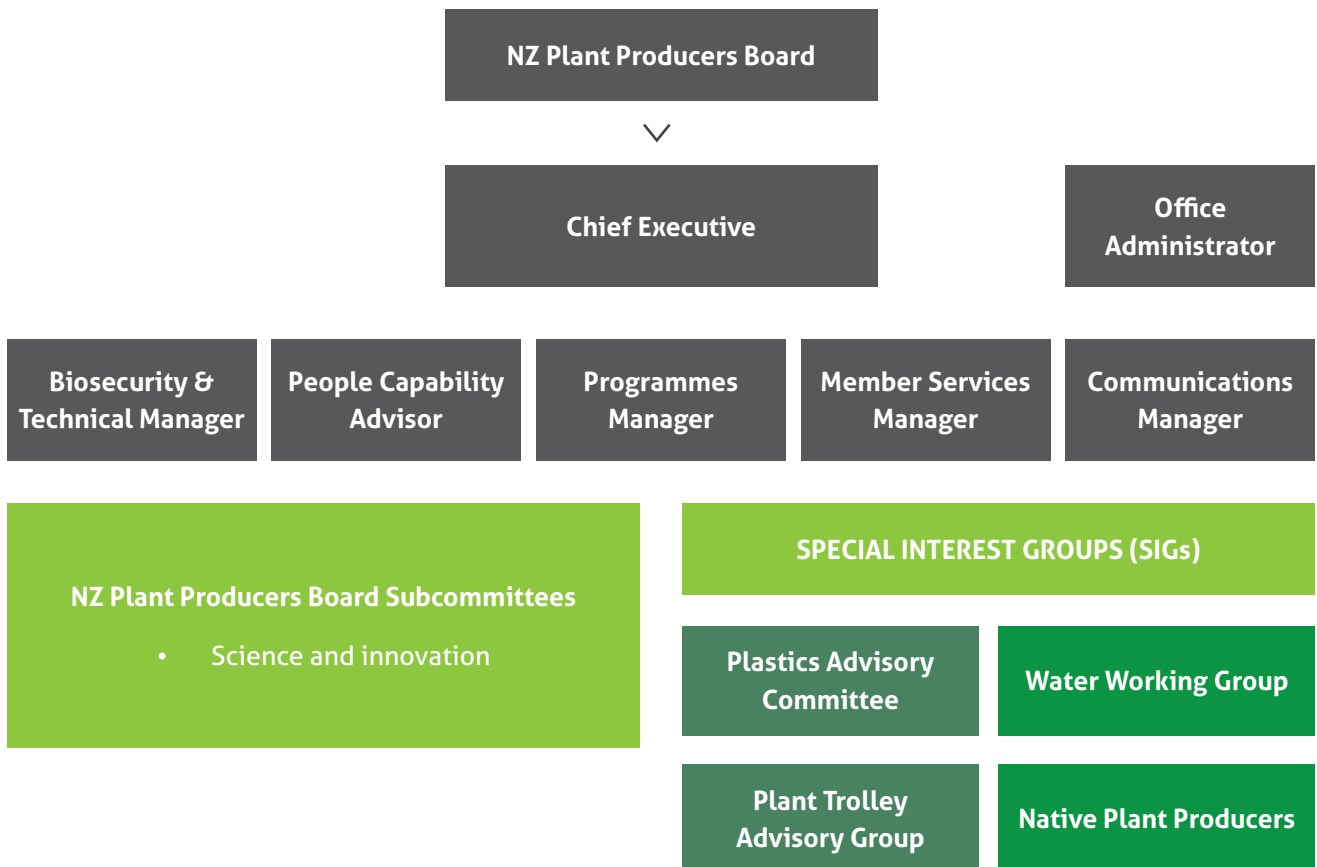 NZ Plant Producers Board
Chief Executive
Office
Administrator
Biosecurity &
Technical Manager
People Capability
Advisor
Programmes
Manager
Member Services
Manager
Communications
Manager
NZ Plant Producers Board Subcommittees
• Science and innovation
SPECIAL INTEREST GROUPS (SIGs)
Plastics Advisory
Committee
Water Working Group
Plant Trolley
Advisory Group
Native Plant Producers